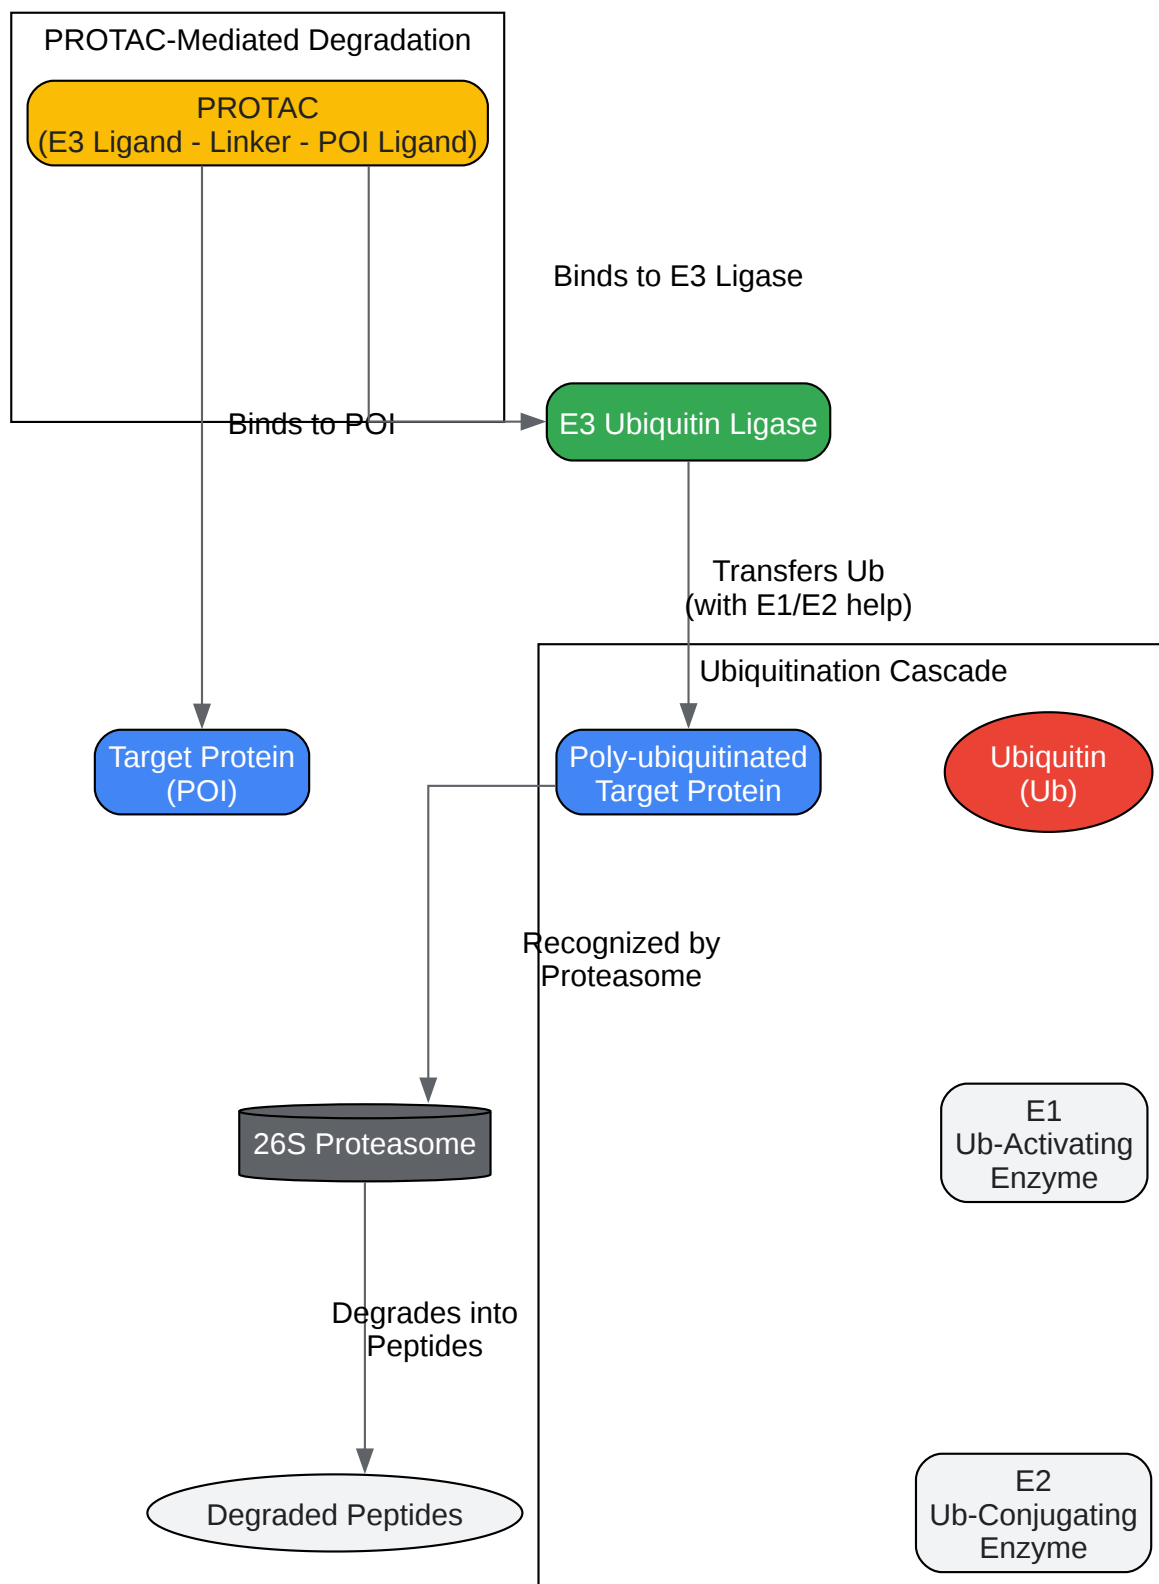 PROTAC-Mediated Degradation
PROTAC
(E3 Ligand - Linker - POI Ligand)
Binds to E3 Ligase
Binds to POI
E3 Ubiquitin Ligase
Transfers Ub
(with E1/E2 help)
Ubiquitination Cascade
Target Protein
(POI)
Poly-ubiquitinated
Target Protein
Ubiquitin
(Ub)
Recognized by
Proteasome
26S Proteasome
E1
Ub-Activating
Enzyme
Degrades into
Peptides
Degraded Peptides
E2
Ub-Conjugating
Enzyme